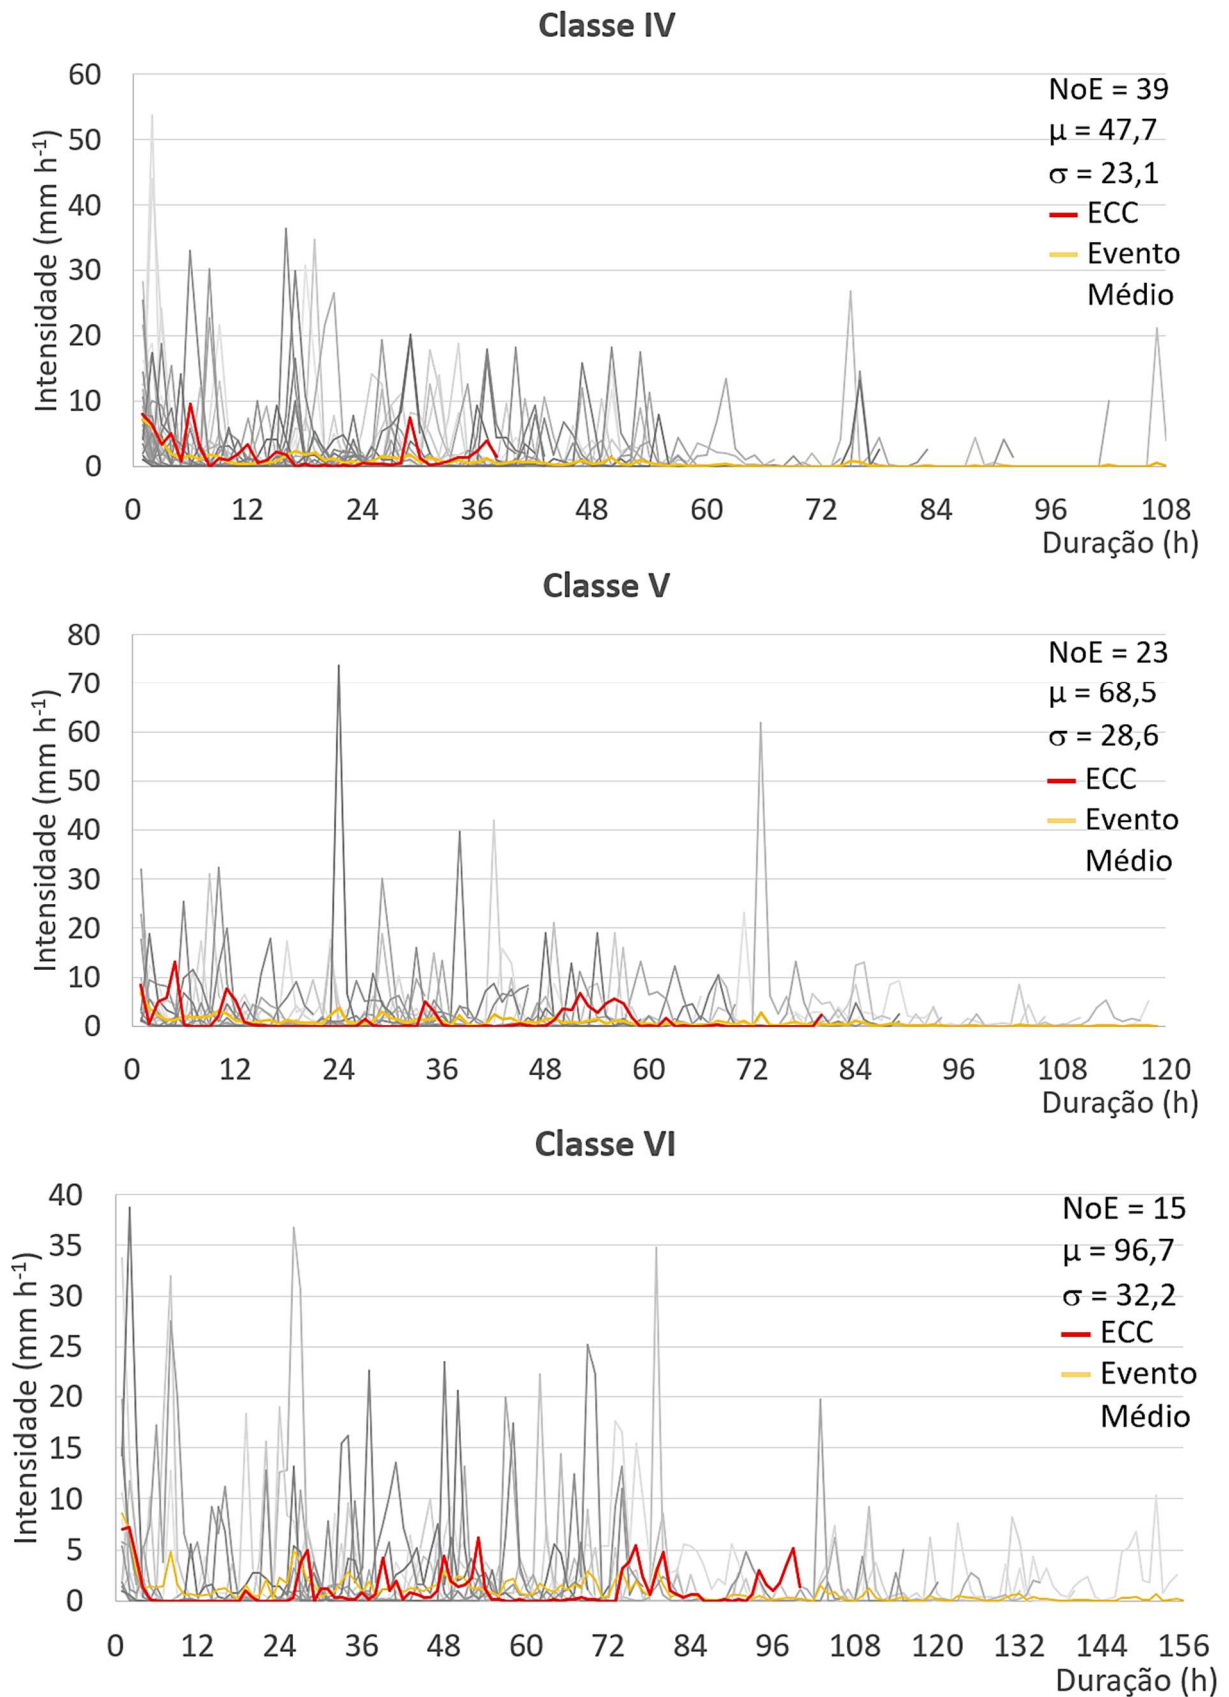 Classe IV
60
50
40
30
20
10
0
Intensidade (mm h-1)
NoE = 39
μ = 47,7
σ = 23,1
ECC
Evento
Médio
0 12 24 36 48 60 72 84 96 108
Duração (h)
Classe V
80
70
60
50
40
30
20
10
0
Intensidade (mm h-1)
NoE = 23
μ = 68,5
σ = 28,6
ECC
Evento
Médio
0 12 24 36 48 60 72 84 96 108 120
Duração (h)
Classe VI
40
35
30
25
20
15
10
5
0
Intensidade (mm h-1)
NoE = 15
μ = 96,7
σ = 32,2
ECC
Evento
Médio
0 12 24 36 48 60 72 84 96 108 120 132 144 156
Duração (h)